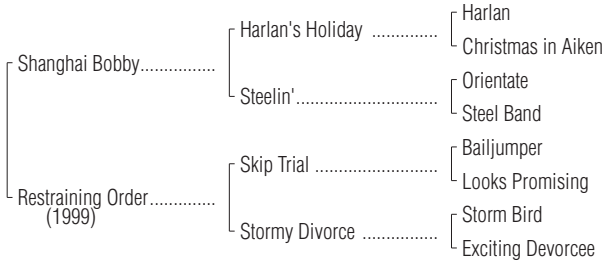 Harlan
Harlan's Holiday ................
Christmas in Aiken
Shanghai Bobby...............
Orientate
Steelin'..............................
Steel Band
Bailjumper
Skip Trial ..........................
Looks Promising
Restraining Order.............
(1999)
Storm Bird
Stormy Divorce ................
Exciting Devorcee